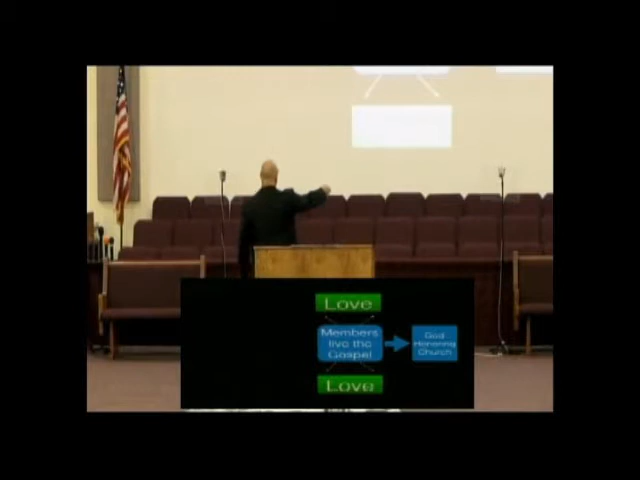 Love
Members
live the
Gospel
God
Honoring
Church
Love